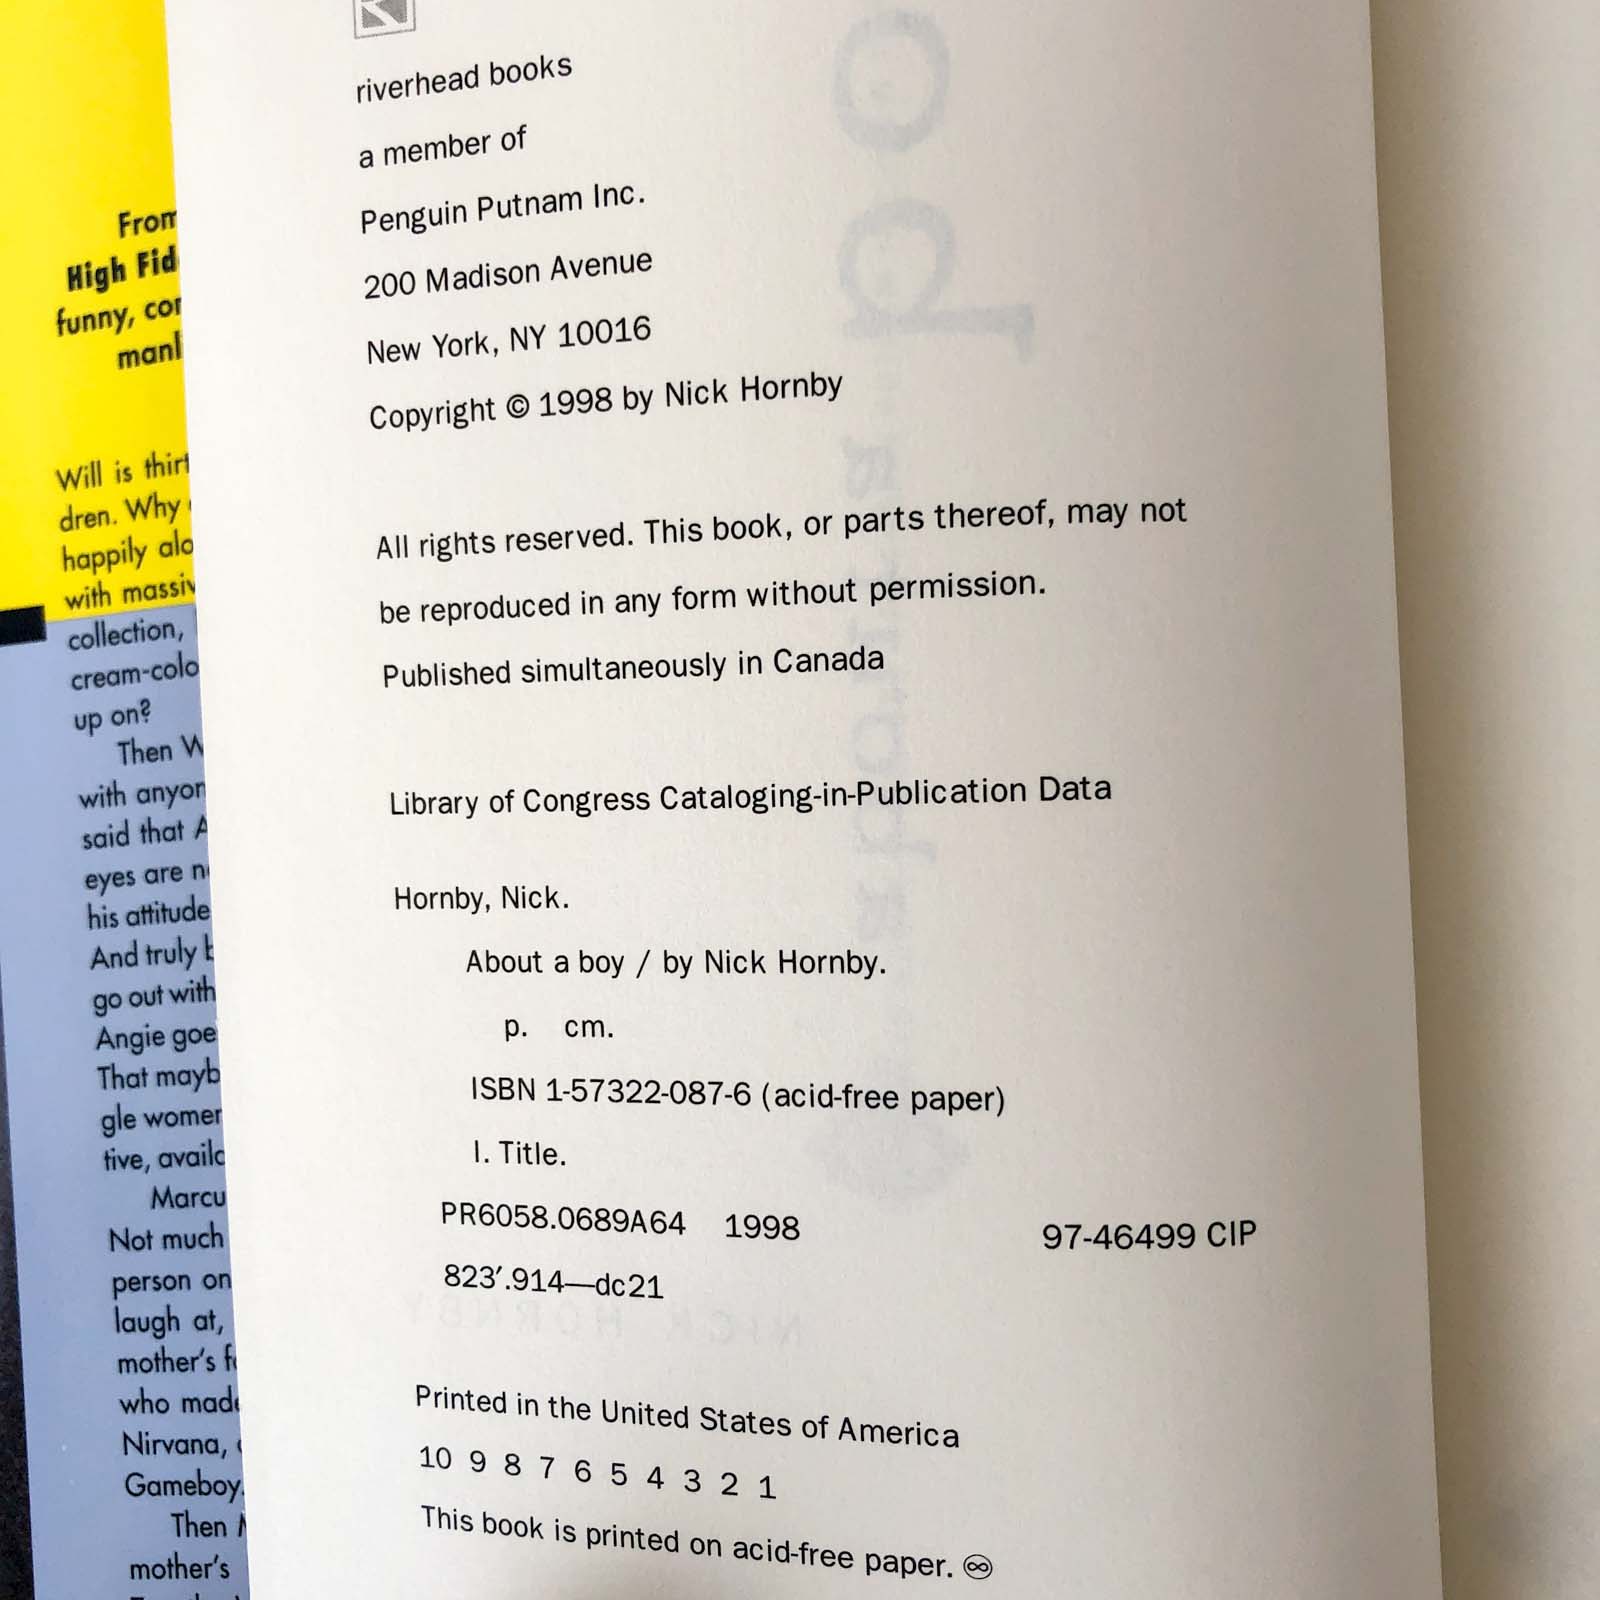 From
High Fid
funny, cor
manl
Will is thirt
dren. Why
happily alo
with massiv
collection,
cream-colo
up on?
Then W
with anyon
said that A
eyes are n
his attitude
And truly b
go out with
Angie goe
That mayb
gle women
tive, availa
Marcu
Not much
person on
laugh at,
mother's f
who made
Nirvana,
Gameboy.
Then M
mother's
riverhead books
a member of
Penguin Putnam Inc.
200 Madison Avenue
New York, NY 10016
Copyright © 1998 by Nick Hornby
All rights reserved. This book, or parts thereof, may not
be reproduced in any form without permission.
Published simultaneously in Canada
Library of Congress Cataloging-in-Publication Data
Hornby, Nick.
About a boy / by Nick Hornby.
p. cm.
ISBN 1-57322-087-6 (acid-free paper)
I. Title.
PR6058.0689A64 1998 97-46499 CIP
823′.914—dc21
Printed in the United States of America
10 9 8 7 6 5 4 3 2 1
This book is printed on acid-free paper. ♾